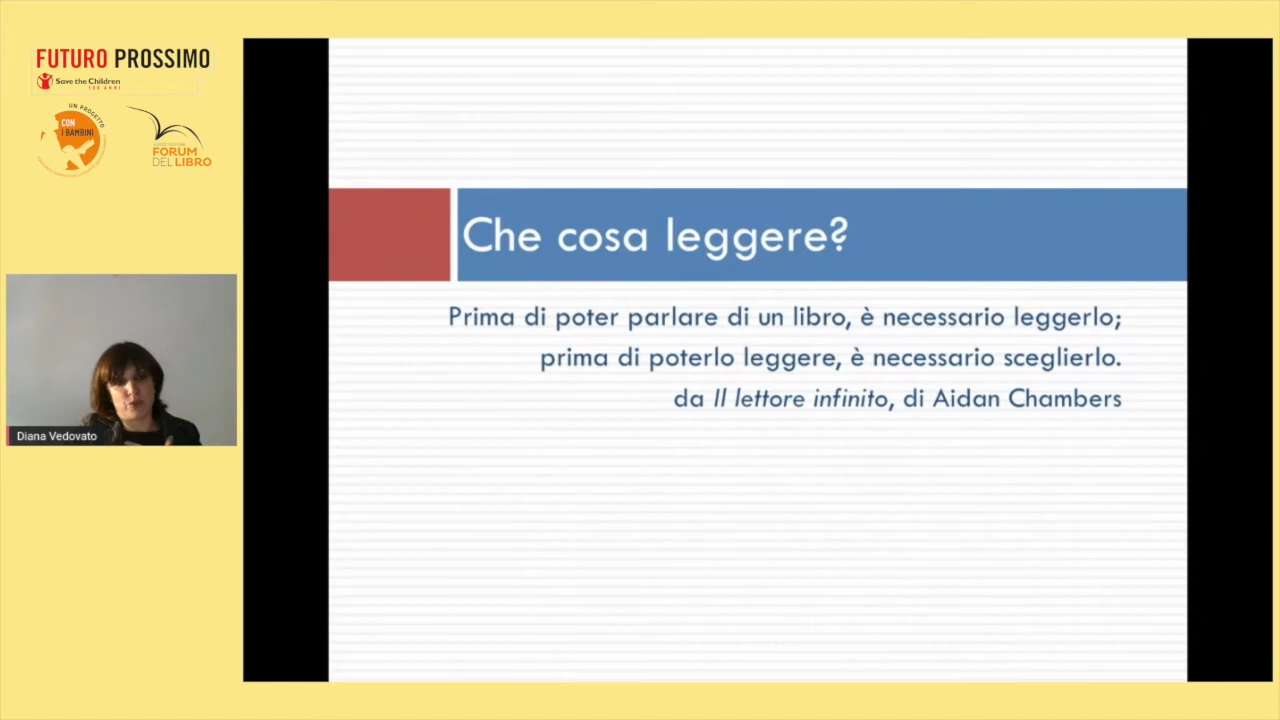 FUTURO PROSSIMO
Save the Children
100 ANNI
UN PROGETTO
CON
I BAMBINI
FORUM
DEL LIBRO
Che cosa leggere?
Prima di poter parlare di un libro, è necessario leggerlo;
prima di poterlo leggere, è necessario sceglierlo.
da Il lettore infinito, di Aidan Chambers
Diana Vedovato